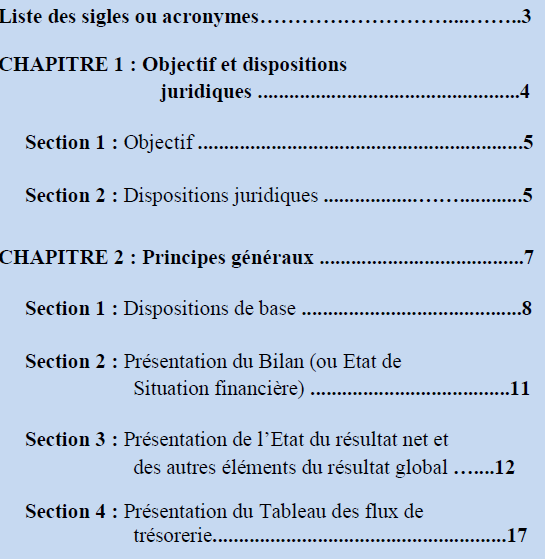 Liste des sigles ou acronymes…………………………....……..3
CHAPITRE 1 : Objectif et dispositions
juridiques ..................................................4
Section 1 : Objectif ..............................................................5
Section 2 : Dispositions juridiques .................…….............5
CHAPITRE 2 : Principes généraux .......................................7
Section 1 : Dispositions de base ..........................................8
Section 2 : Présentation du Bilan (ou Etat de
Situation financière) ......................................11
Section 3 : Présentation de l’Etat du résultat net et
des autres éléments du résultat global …....12
Section 4 : Présentation du Tableau des flux de
trésorerie........................................................17